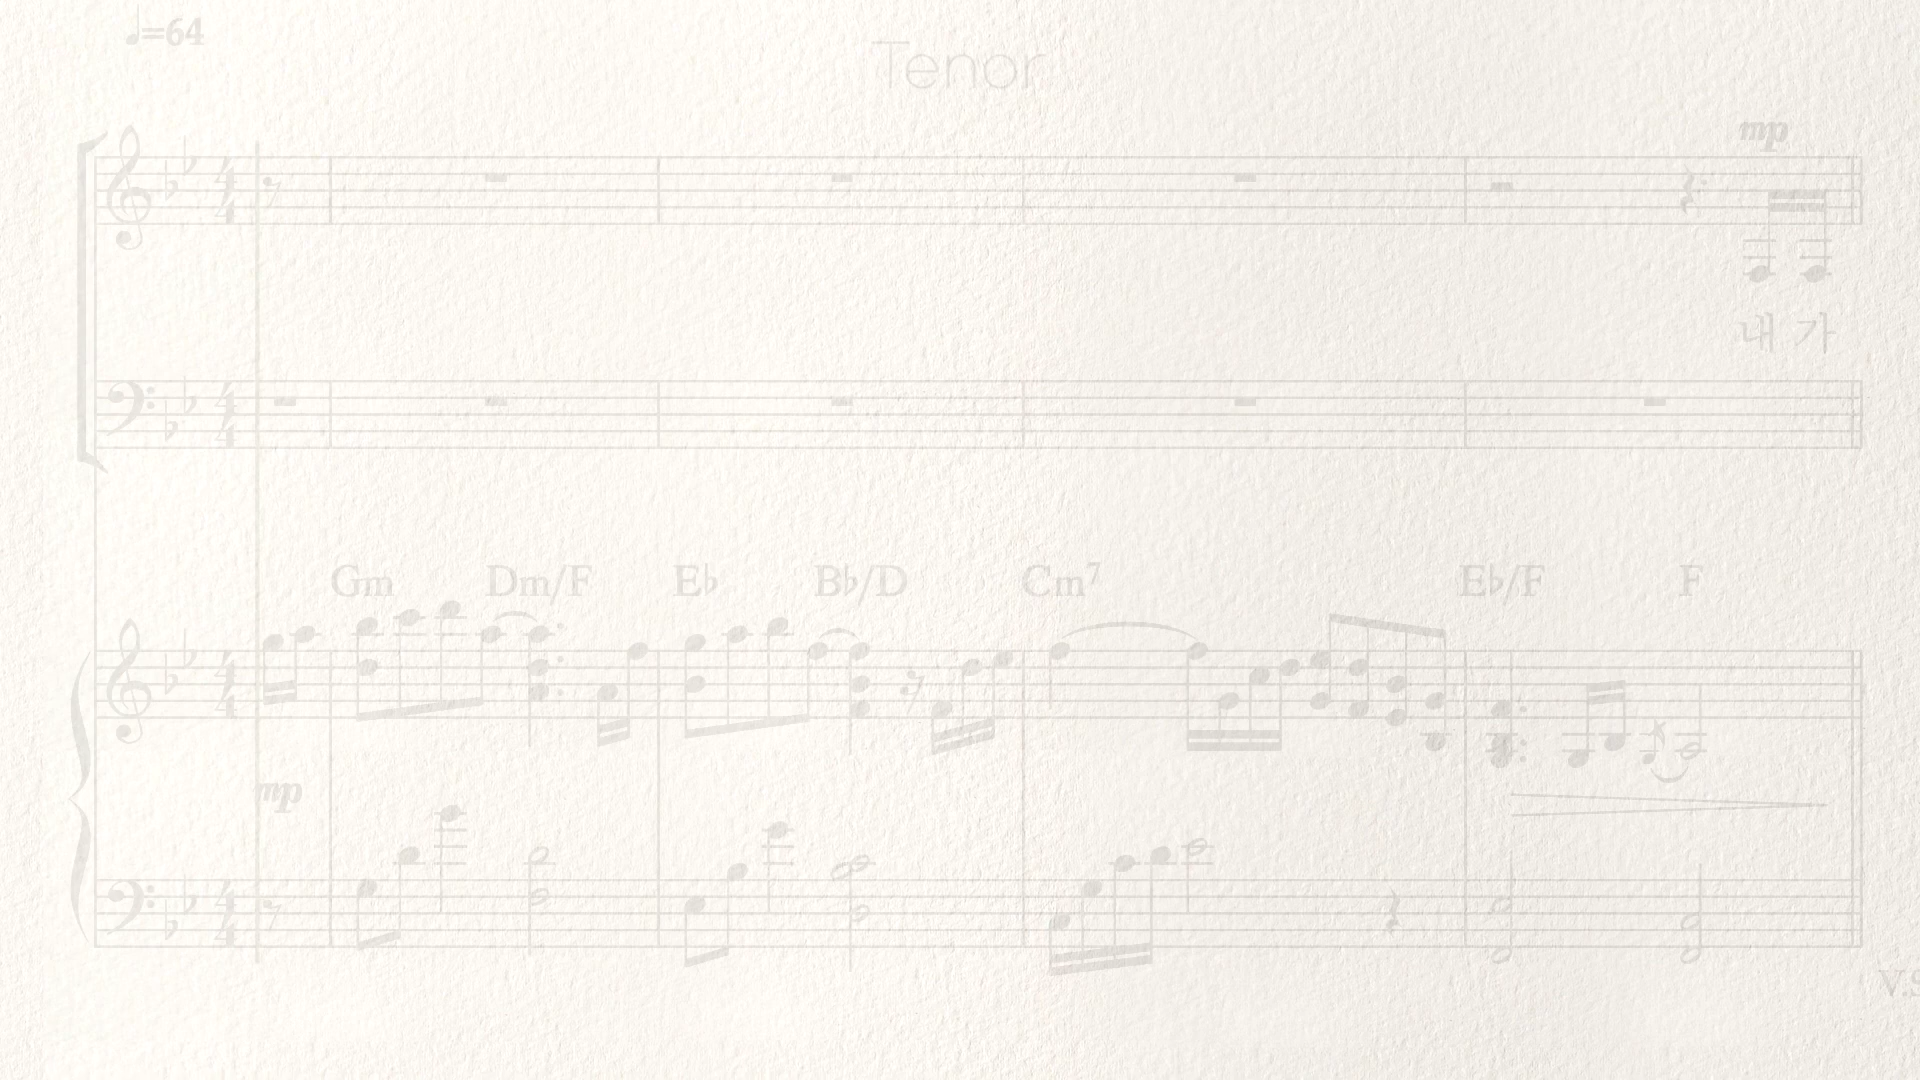 ♩=64
Tenor
mp
내 가
Gm Dm/F E♭ B♭/D Cm7 E♭/F F
mp